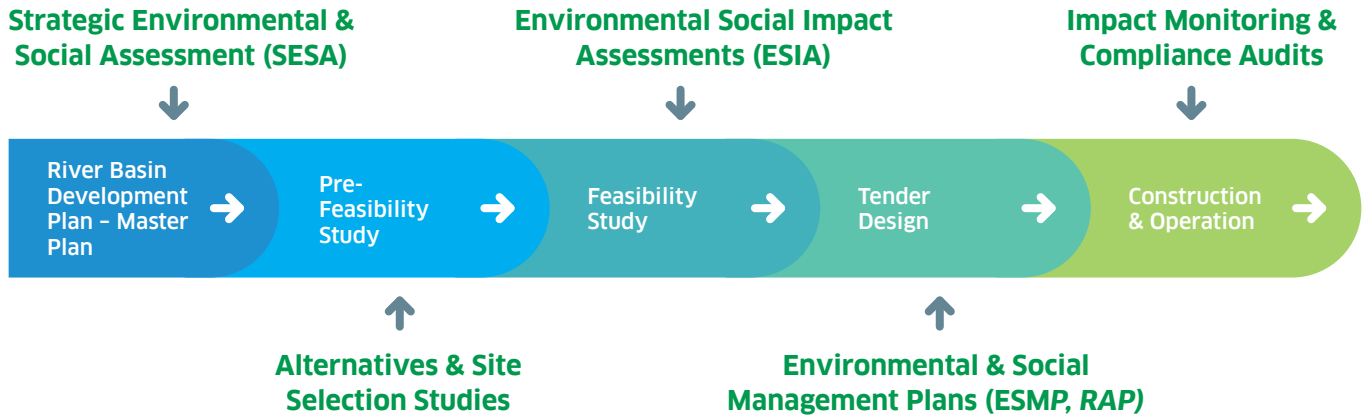 Strategic Environmental &
Social Assessment (SESA)
Environmental Social Impact
Assessments (ESIA)
Impact Monitoring &
Compliance Audits
River Basin
Development
Plan – Master
Plan
Pre-
Feasibility
Study
Feasibility
Study
Tender
Design
Construction
& Operation
Alternatives & Site
Selection Studies
Environmental & Social
Management Plans (ESMP, RAP)